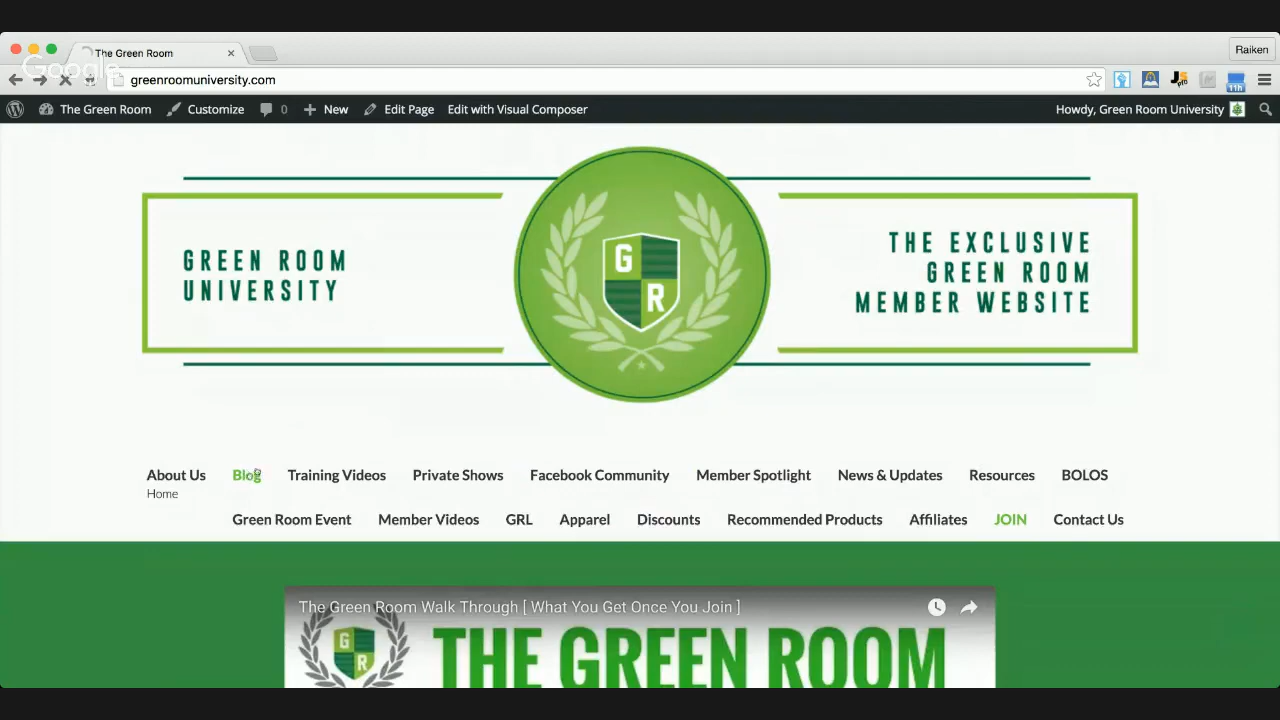 The Green Room
Raiken
Google
greenroomuniversity.com
11h
The Green Room Customize 0 New Edit Page Edit with Visual Composer Howdy, Green Room University
GREEN ROOM
UNIVERSITY
G
R
THE EXCLUSIVE
GREEN ROOM
MEMBER WEBSITE
About Us Blog Training Videos Private Shows Facebook Community Member Spotlight News & Updates Resources BOLOS
Home
Green Room Event Member Videos GRL Apparel Discounts Recommended Products Affiliates JOIN Contact Us
The Green Room Walk Through [ What You Get Once You Join ]
G
R
THE GREEN ROOM